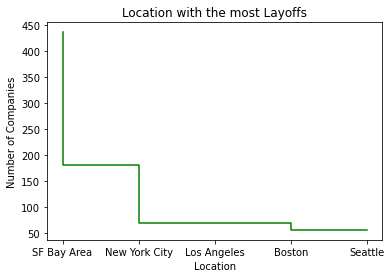 Location with the most Layoffs
450
400
350
300
250
200
150
100
50
Number of Companies
SF Bay Area New York City Los Angeles Boston Seattle
Location